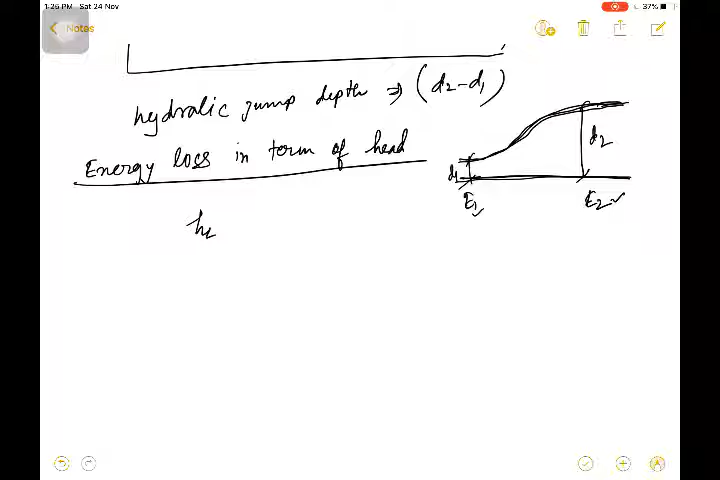 1:26 PM Sat 24 Nov
37%
Notes
hydralic jump depth ⇒ (d2-d1)
Energy loss in term of head
d2
d1
E1
E2
hL